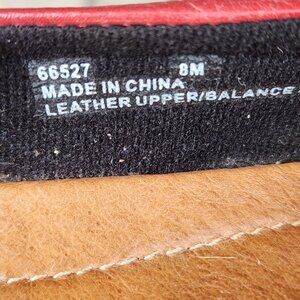 66527 8M
MADE IN CHINA
LEATHER UPPER/BALANCE